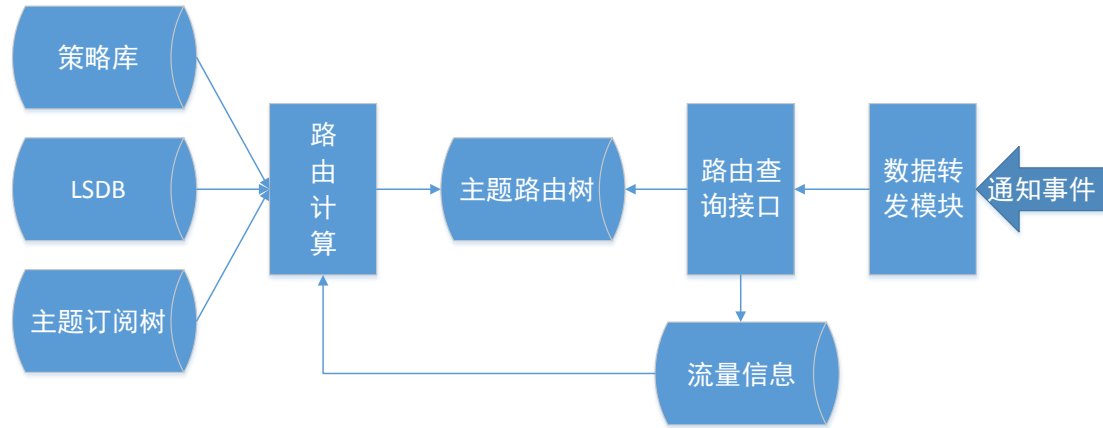 策略库
LSDB
主题订阅树
路
由
计
算
主题路由树
路由查
询接口
数据转
发模块
通知事件
流量信息